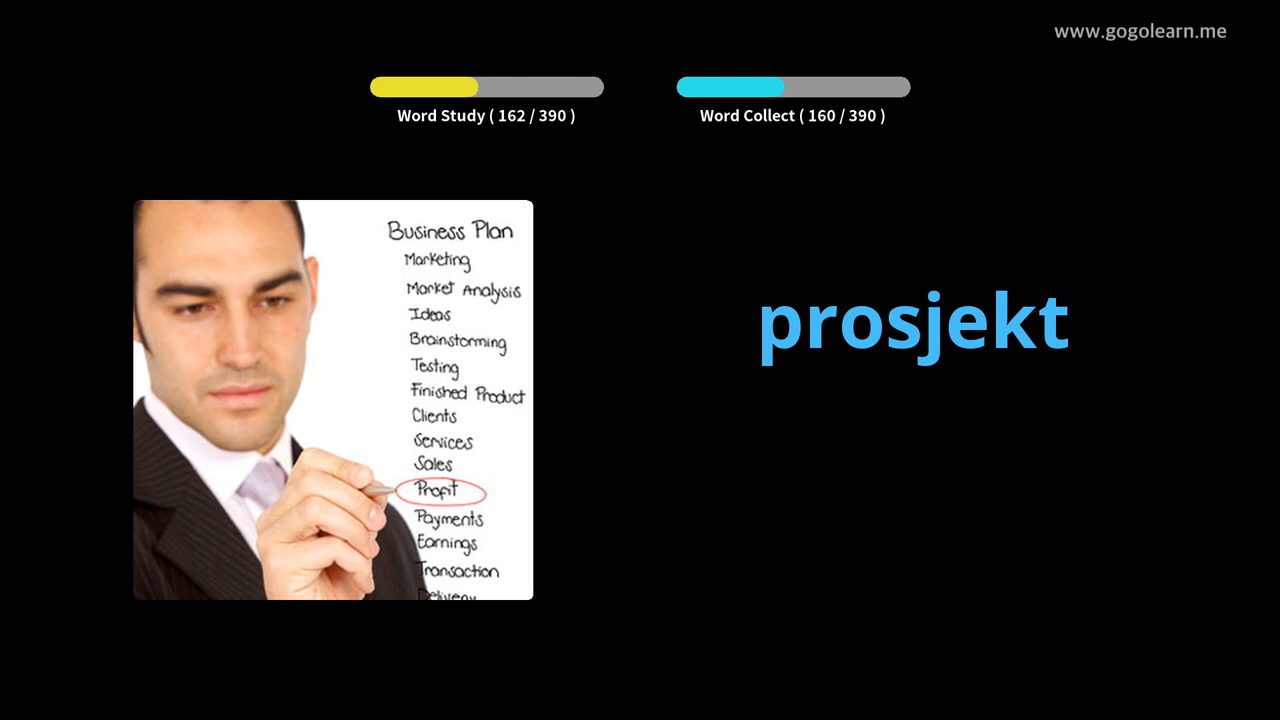 www.gogolearn.me
Word Study ( 162 / 390 )
Word Collect ( 160 / 390 )
Business Plan
Marketing
Market Analysis
Ideas
Brainstorming
Testing
Finished Product
Clients
Services
Sales
Profit
Payments
Earnings
Transaction
Delivery
prosjekt